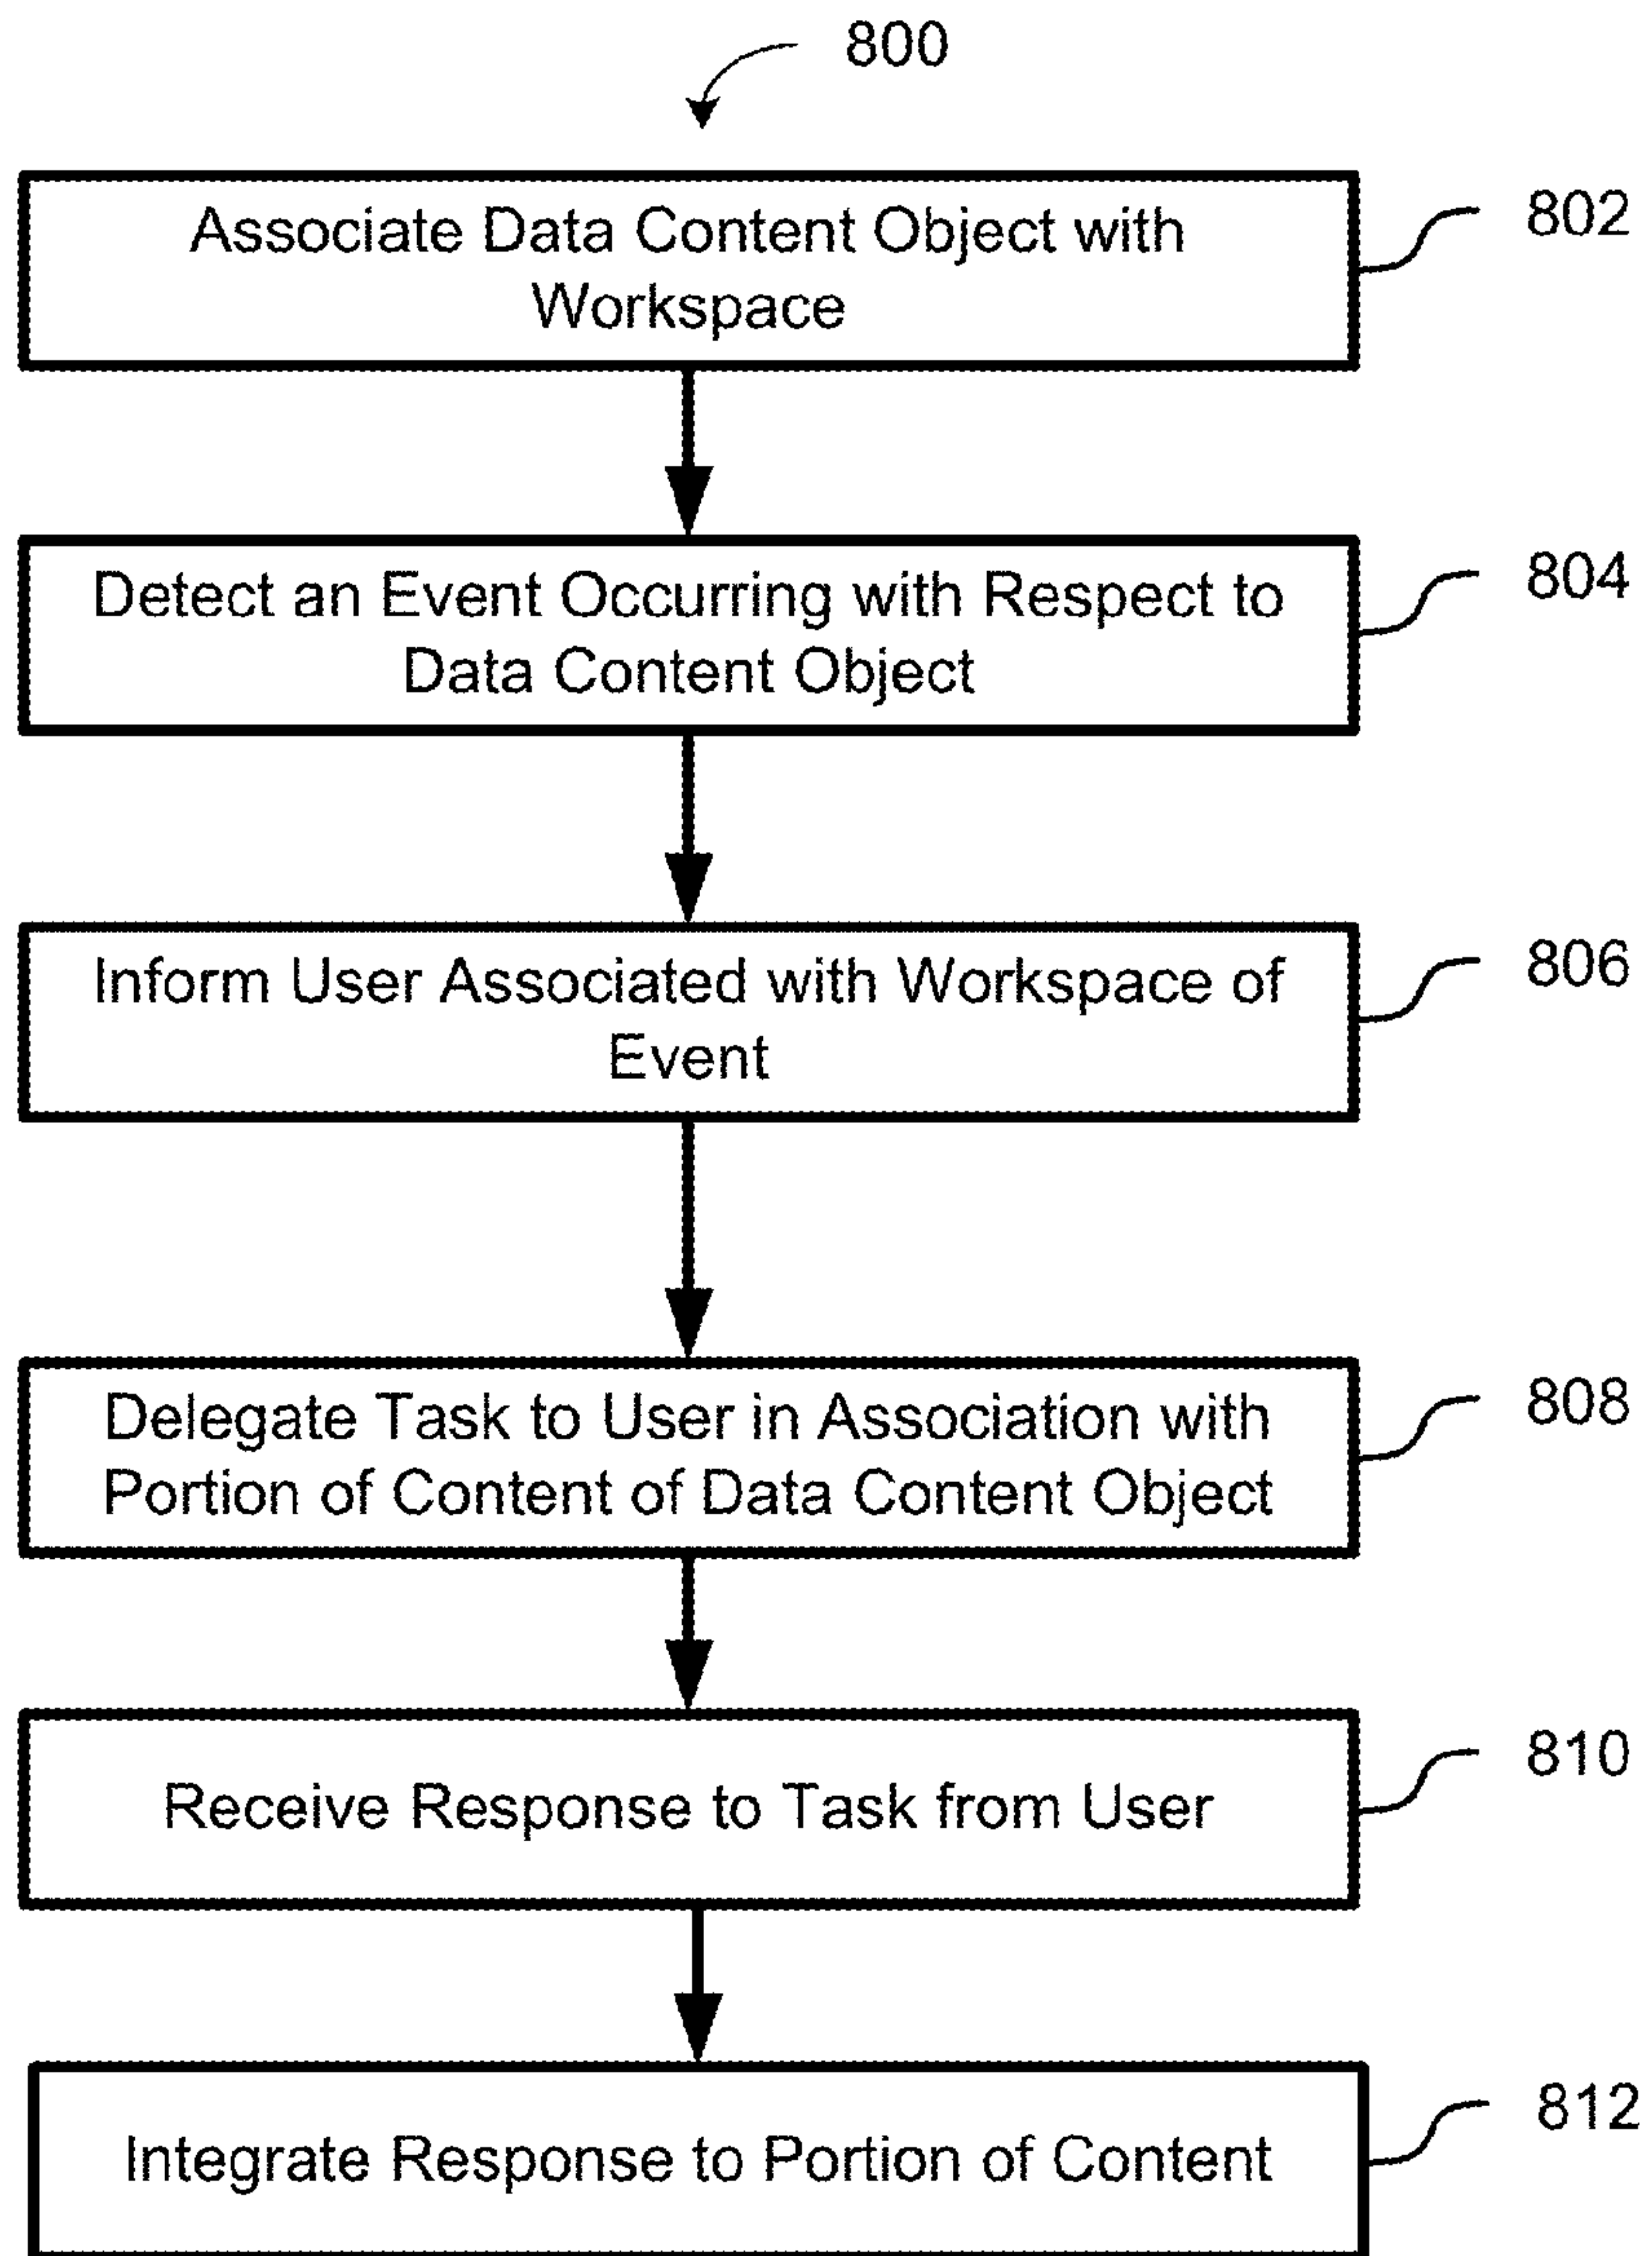 800
Associate Data Content Object with
Workspace
802
Detect an Event Occurring with Respect to
Data Content Object
804
Inform User Associated with Workspace of
Event
806
Delegate Task to User in Association with
Portion of Content of Data Content Object
808
Receive Response to Task from User
810
Integrate Response to Portion of Content
812